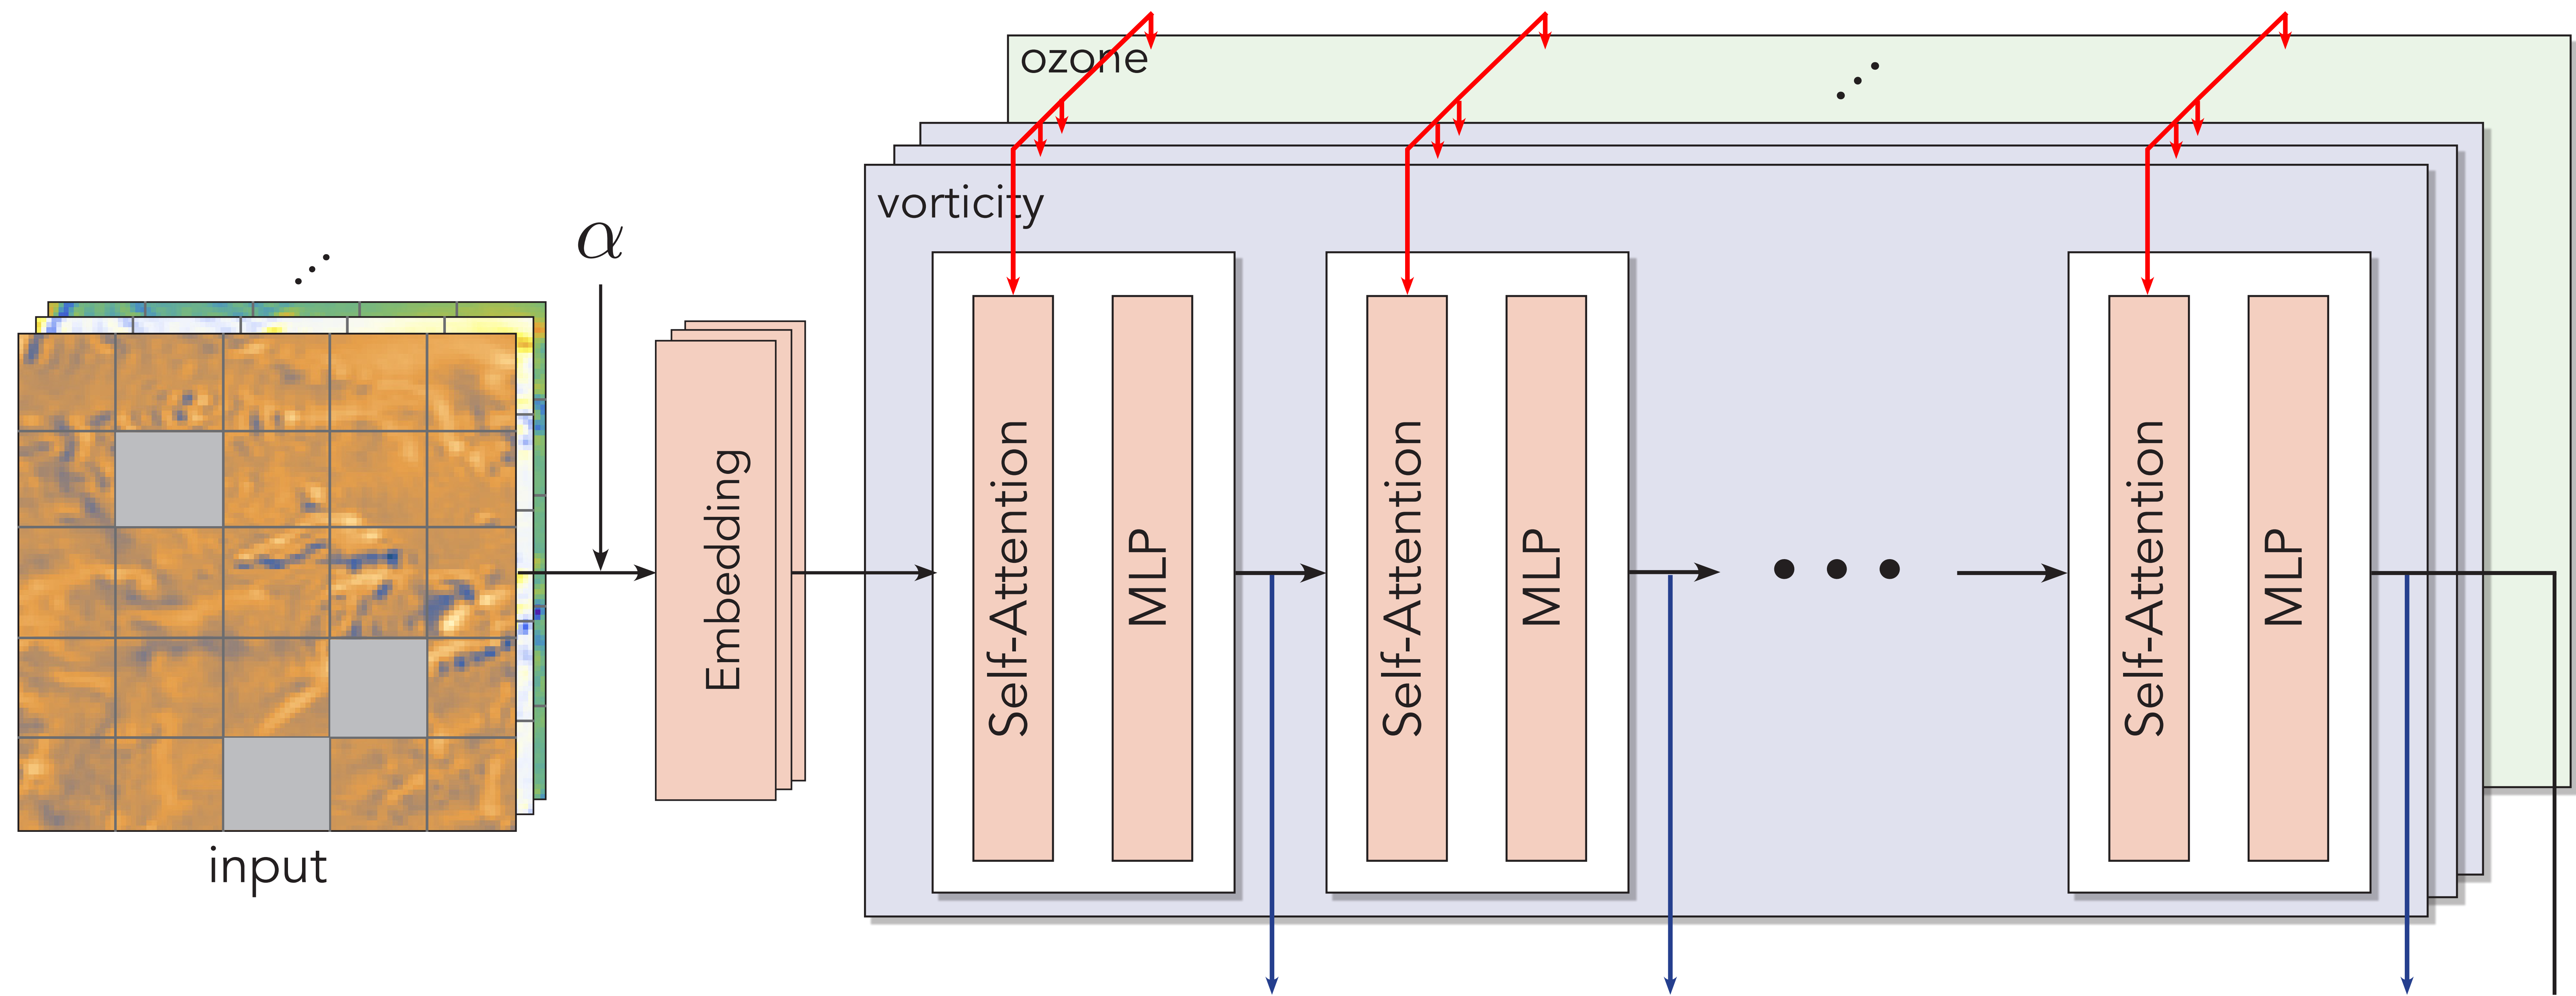 ozone
vorticity
α
Embedding
Self-Attention
MLP
Self-Attention
MLP
Self-Attention
MLP
input